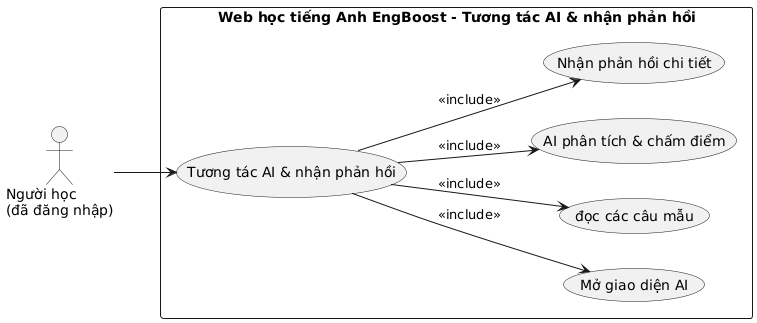 Web học tiếng Anh EngBoost - Tương tác AI & nhận phản hồi
Nhận phản hồi chi tiết
«include»
AI phân tích & chấm điểm
«include»
Người học
(đã đăng nhập)
Tương tác AI & nhận phản hồi
«include»
đọc các câu mẫu
«include»
Mở giao diện AI